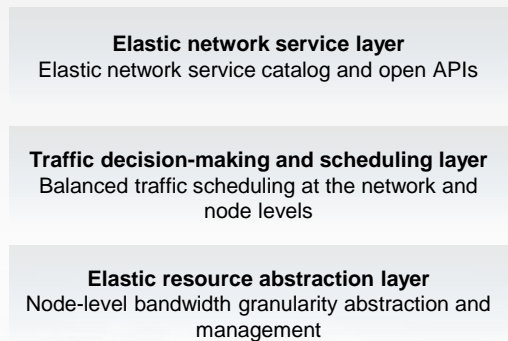 Elastic network service layer
Elastic network service catalog and open APIs
Traffic decision-making and scheduling layer
Balanced traffic scheduling at the network and
node levels
Elastic resource abstraction layer
Node-level bandwidth granularity abstraction and
management